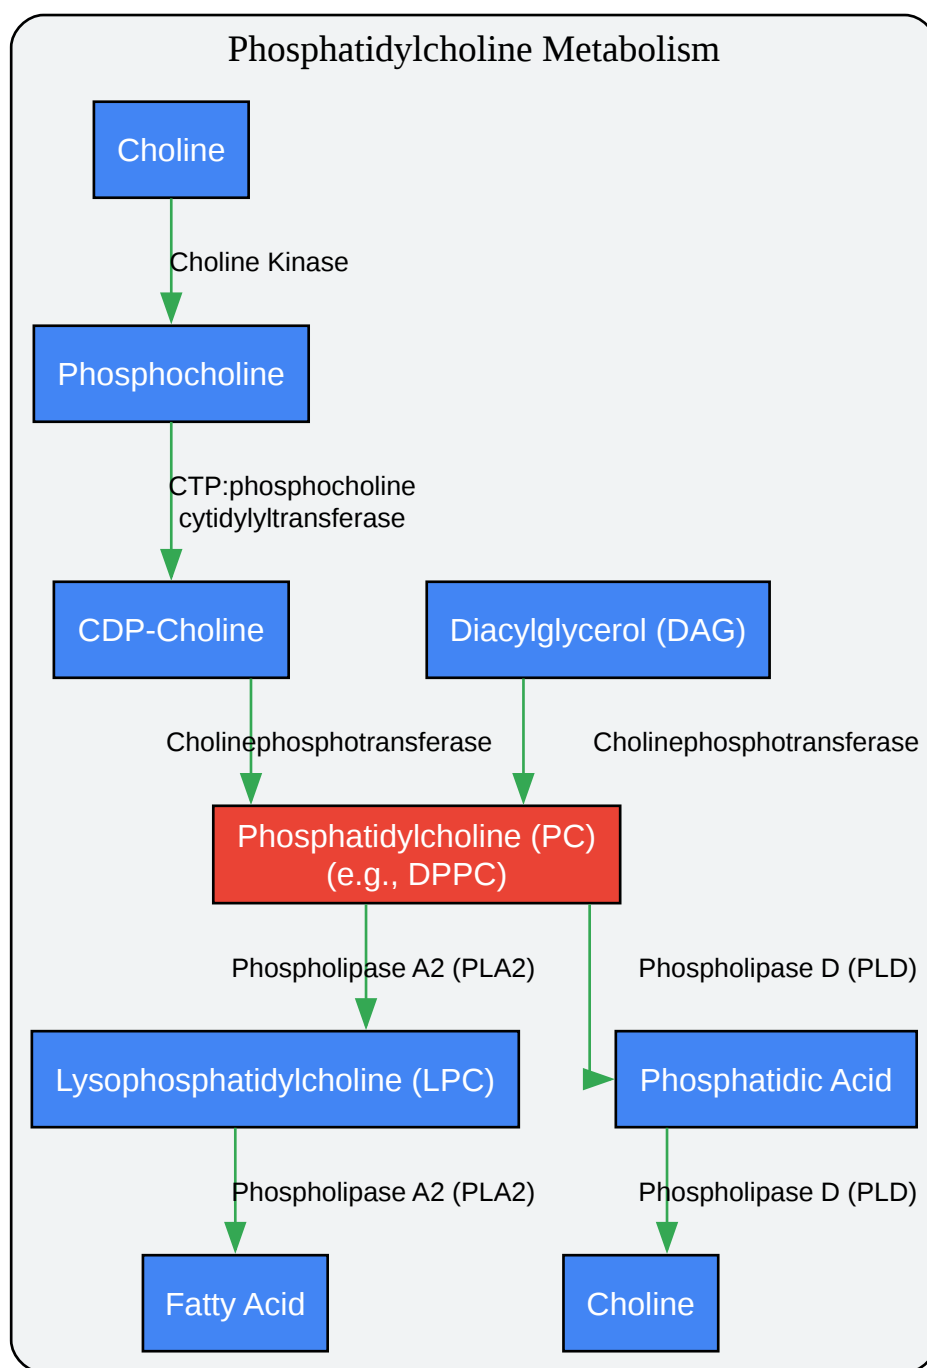 Phosphatidylcholine Metabolism
Choline
Choline Kinase
Phosphocholine
CTP:phosphocholine
cytidylyltransferase
CDP-Choline
Diacylglycerol (DAG)
Cholinephosphotransferase
Cholinephosphotransferase
Phosphatidylcholine (PC)
(e.g., DPPC)
Phospholipase A2 (PLA2)
Phospholipase D (PLD)
Lysophosphatidylcholine (LPC)
Phosphatidic Acid
Phospholipase A2 (PLA2)
Phospholipase D (PLD)
Fatty Acid
Choline